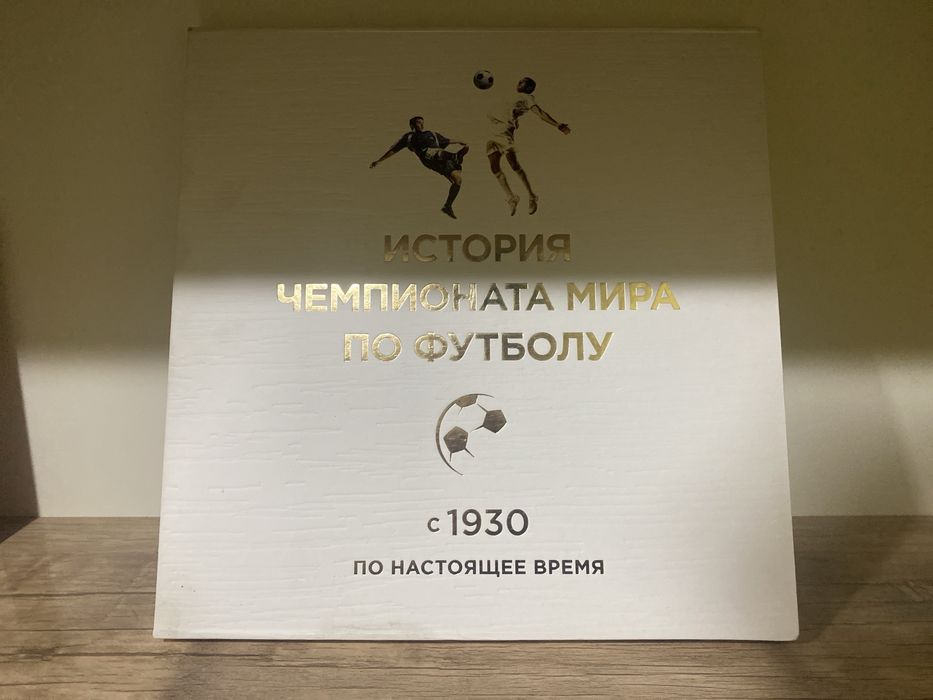 ИСТОРИЯ
ЧЕМПИОНАТА МИРА
ПО ФУТБОЛУ
с 1930
ПО НАСТОЯЩЕЕ ВРЕМЯ